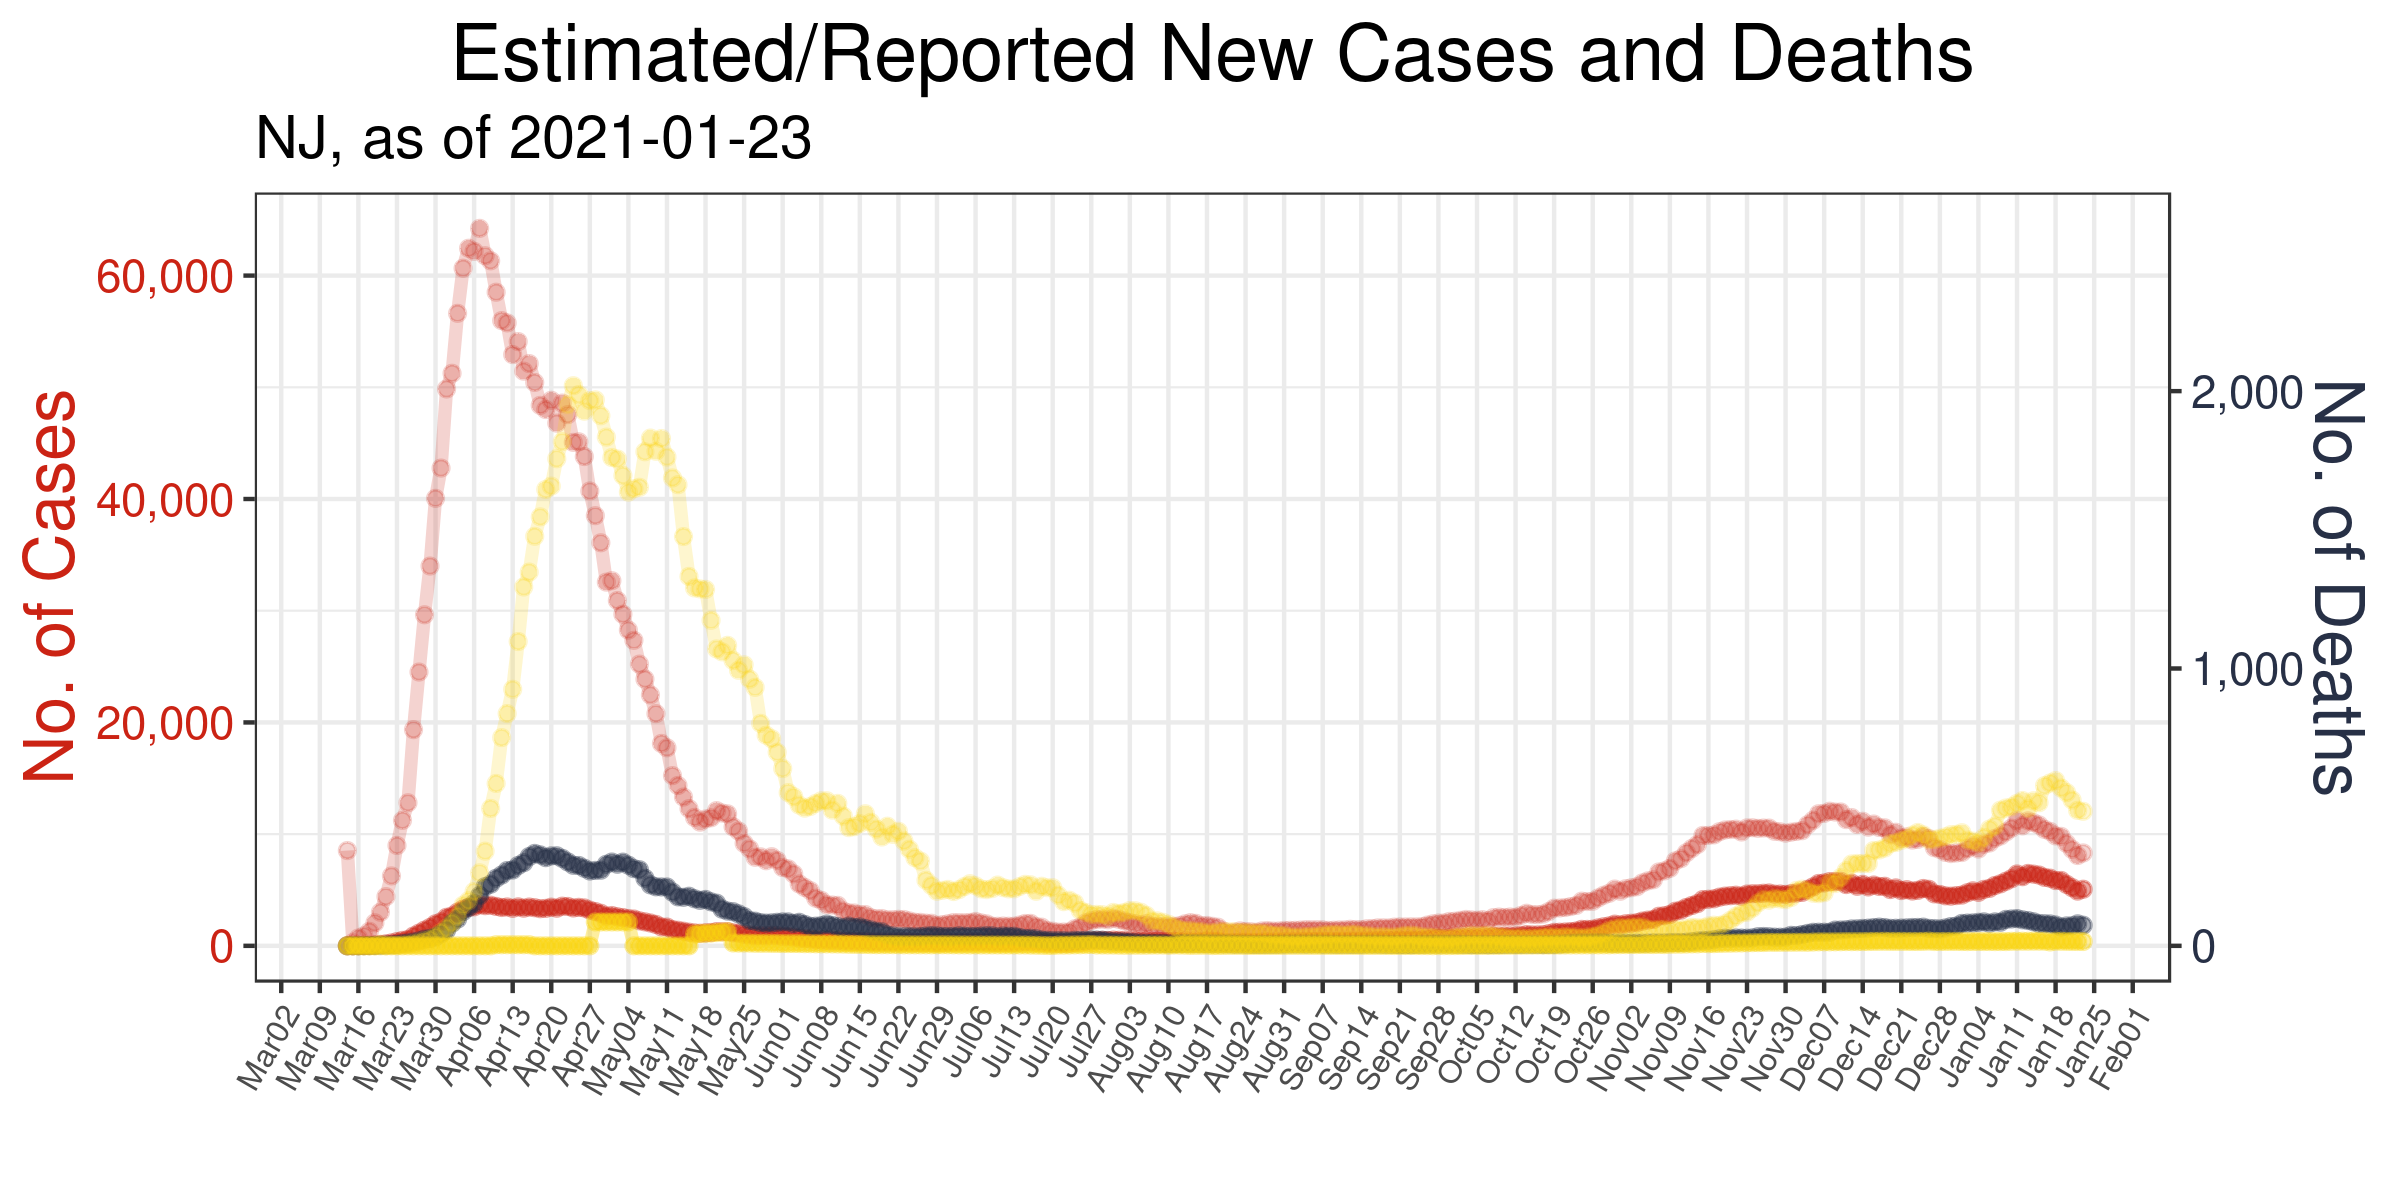 Estimated/Reported New Cases and Deaths
NJ, as of 2021-01-23
No. of Cases
60,000
40,000
20,000
0
2,000
1,000
0
No. of Deaths
Mar02
Mar09
Mar16
Mar23
Mar30
Apr06
Apr13
Apr20
Apr27
May04
May11
May18
May25
Jun01
Jun08
Jun15
Jun22
Jun29
Jul06
Jul13
Jul20
Jul27
Aug03
Aug10
Aug17
Aug24
Aug31
Sep07
Sep14
Sep21
Sep28
Oct05
Oct12
Oct19
Oct26
Nov02
Nov09
Nov16
Nov23
Nov30
Dec07
Dec14
Dec21
Dec28
Jan04
Jan11
Jan18
Jan25
Feb01